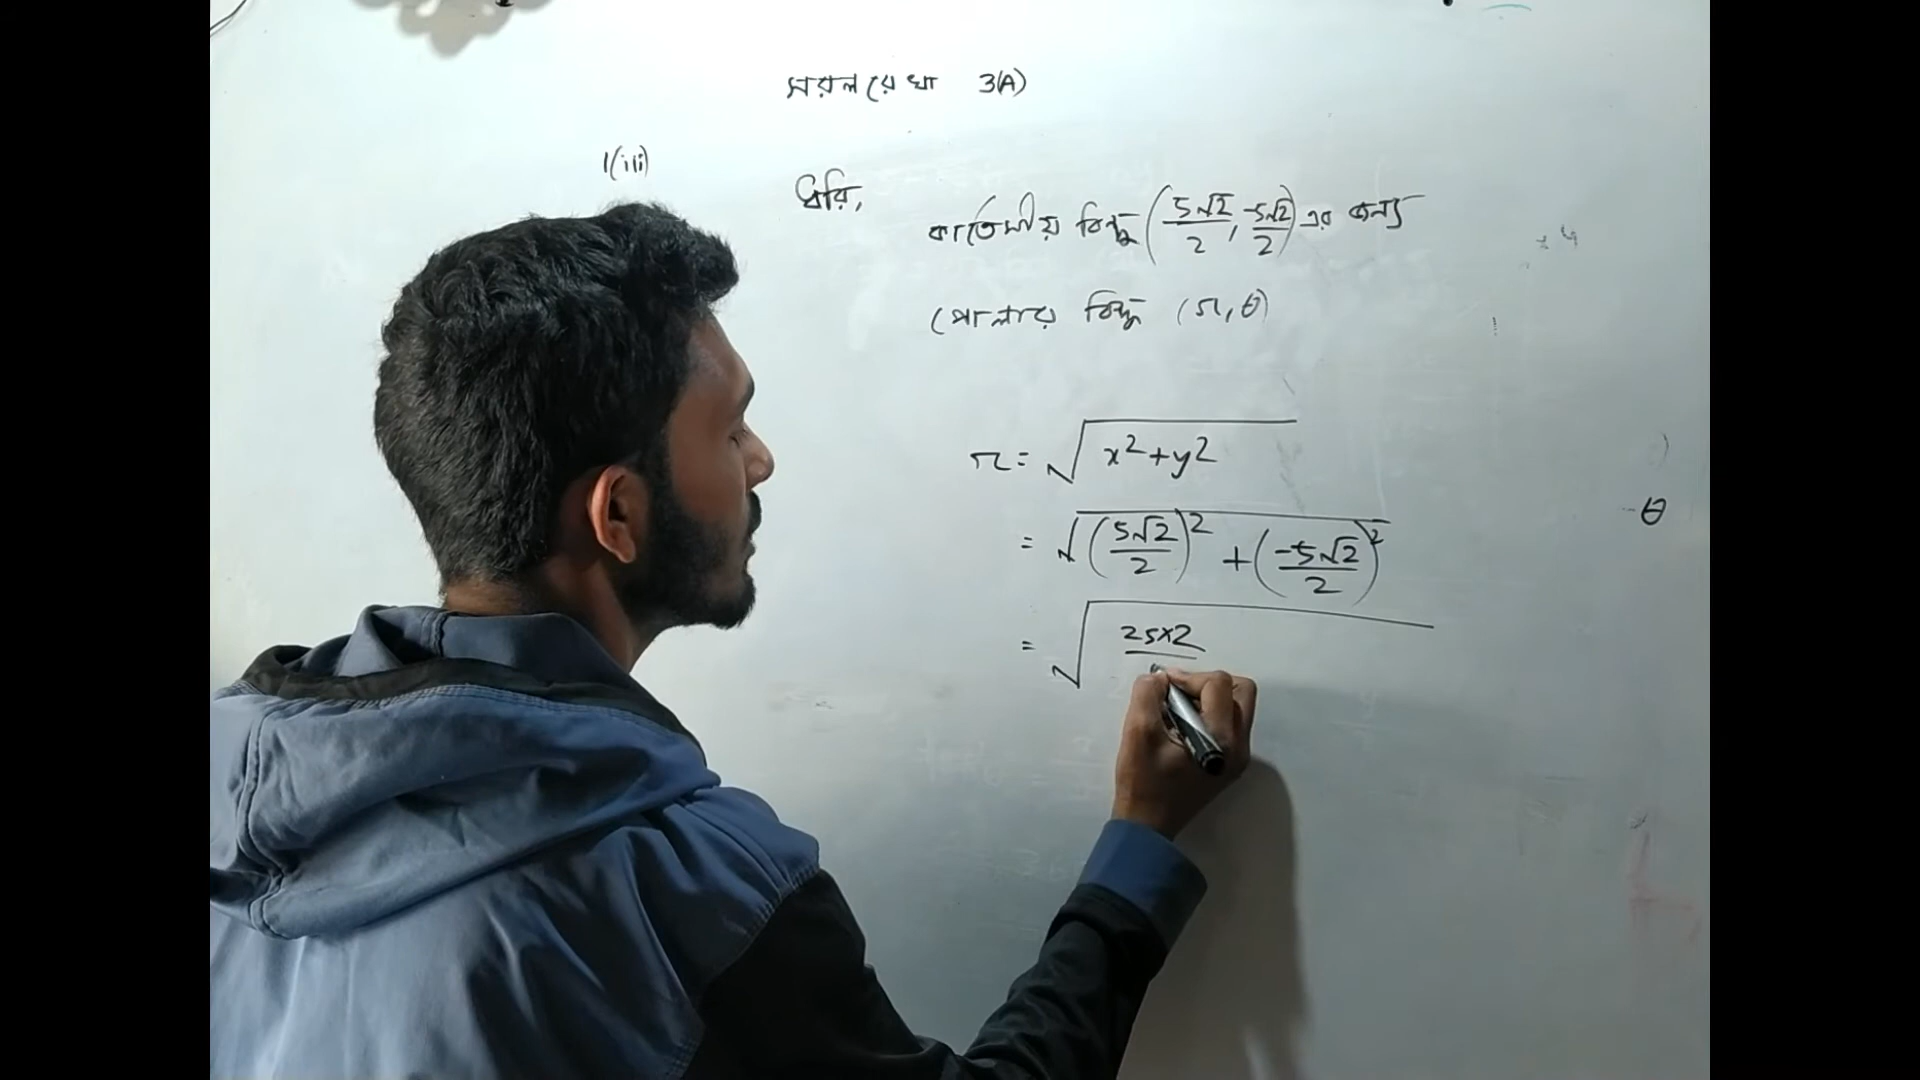 সরলরেখা 3(A)
1(iii)
ধরি,
কার্তেসীয় বিন্দু (5√2/2, -5√2/2) এর জন্য
পোলার বিন্দু (r, θ)
r = √(x²+y²)
= √((5√2/2)² + (-5√2/2)²)
θ
= √(25×2/